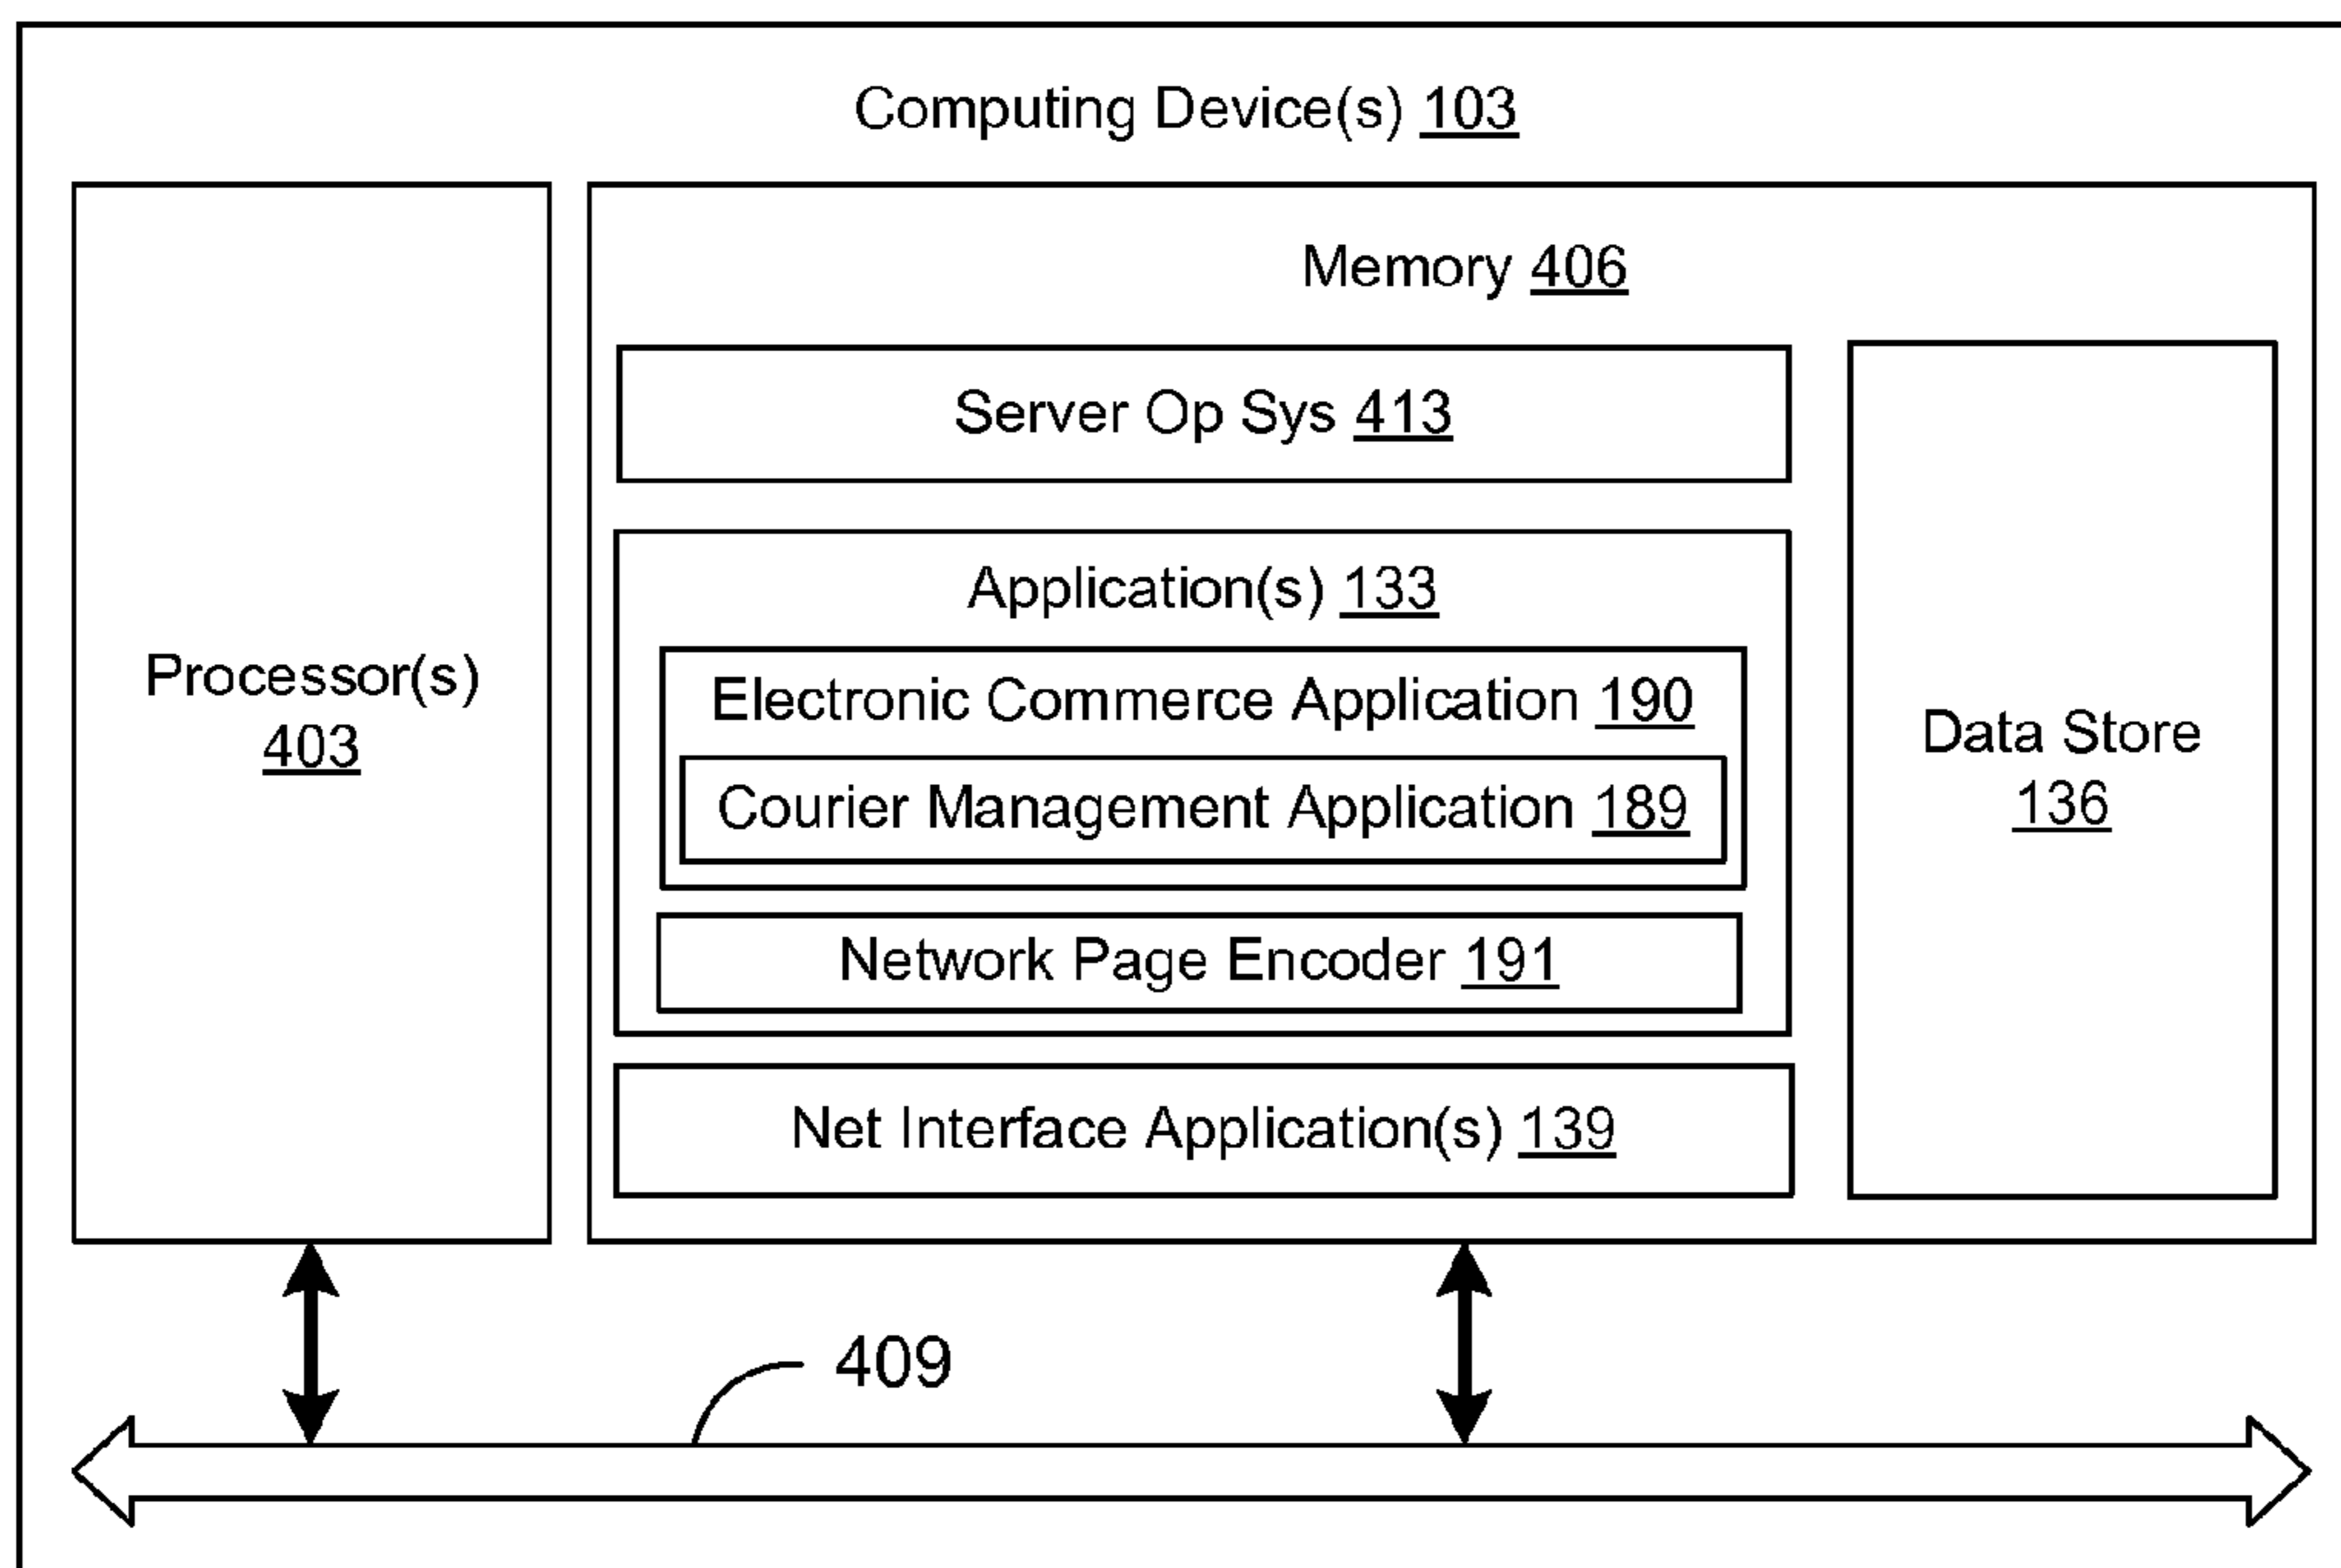 Computing Device(s) 103
Processor(s)
403
Memory 406
Server Op Sys 413
Application(s) 133
Electronic Commerce Application 190
Courier Management Application 189
Network Page Encoder 191
Net Interface Application(s) 139
Data Store
136
409